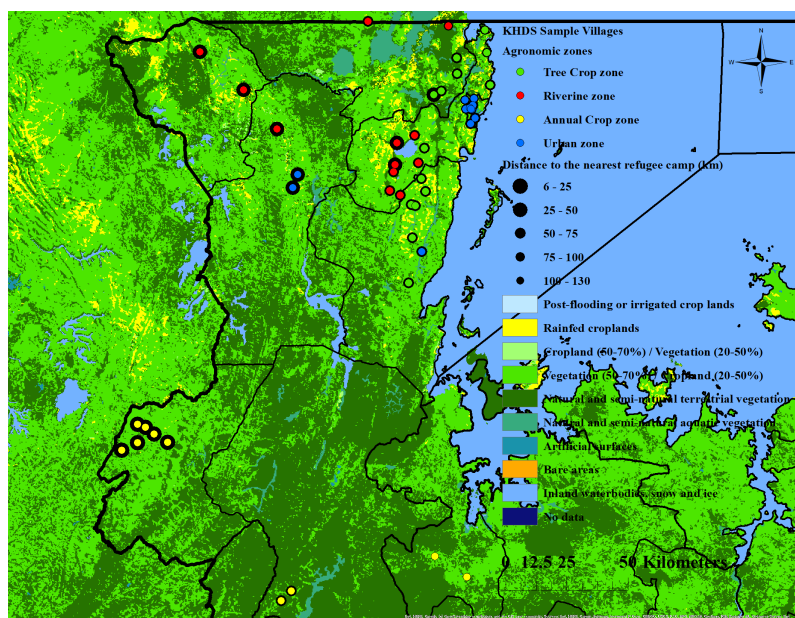 KHDS Sample Villages
Agronomic zones
Tree Crop zone
Riverine zone
Annual Crop zone
Urban zone
Distance to the nearest refugee camp (km)
6 - 25
25 - 50
50 - 75
75 - 100
100 - 130
Post-flooding or irrigated crop lands
Rainfed croplands
Cropland (50-70%) / Vegetation (20-50%)
Vegetation (50-70%) / Cropland (20-50%)
Natural and semi-natural terrestrial vegetation
Natural and semi-natural aquatic vegetation
Artificial surfaces
Bare areas
Inland waterbodies, snow and ice
No data
0 12.5 25 50 Kilometers
N
W E
S